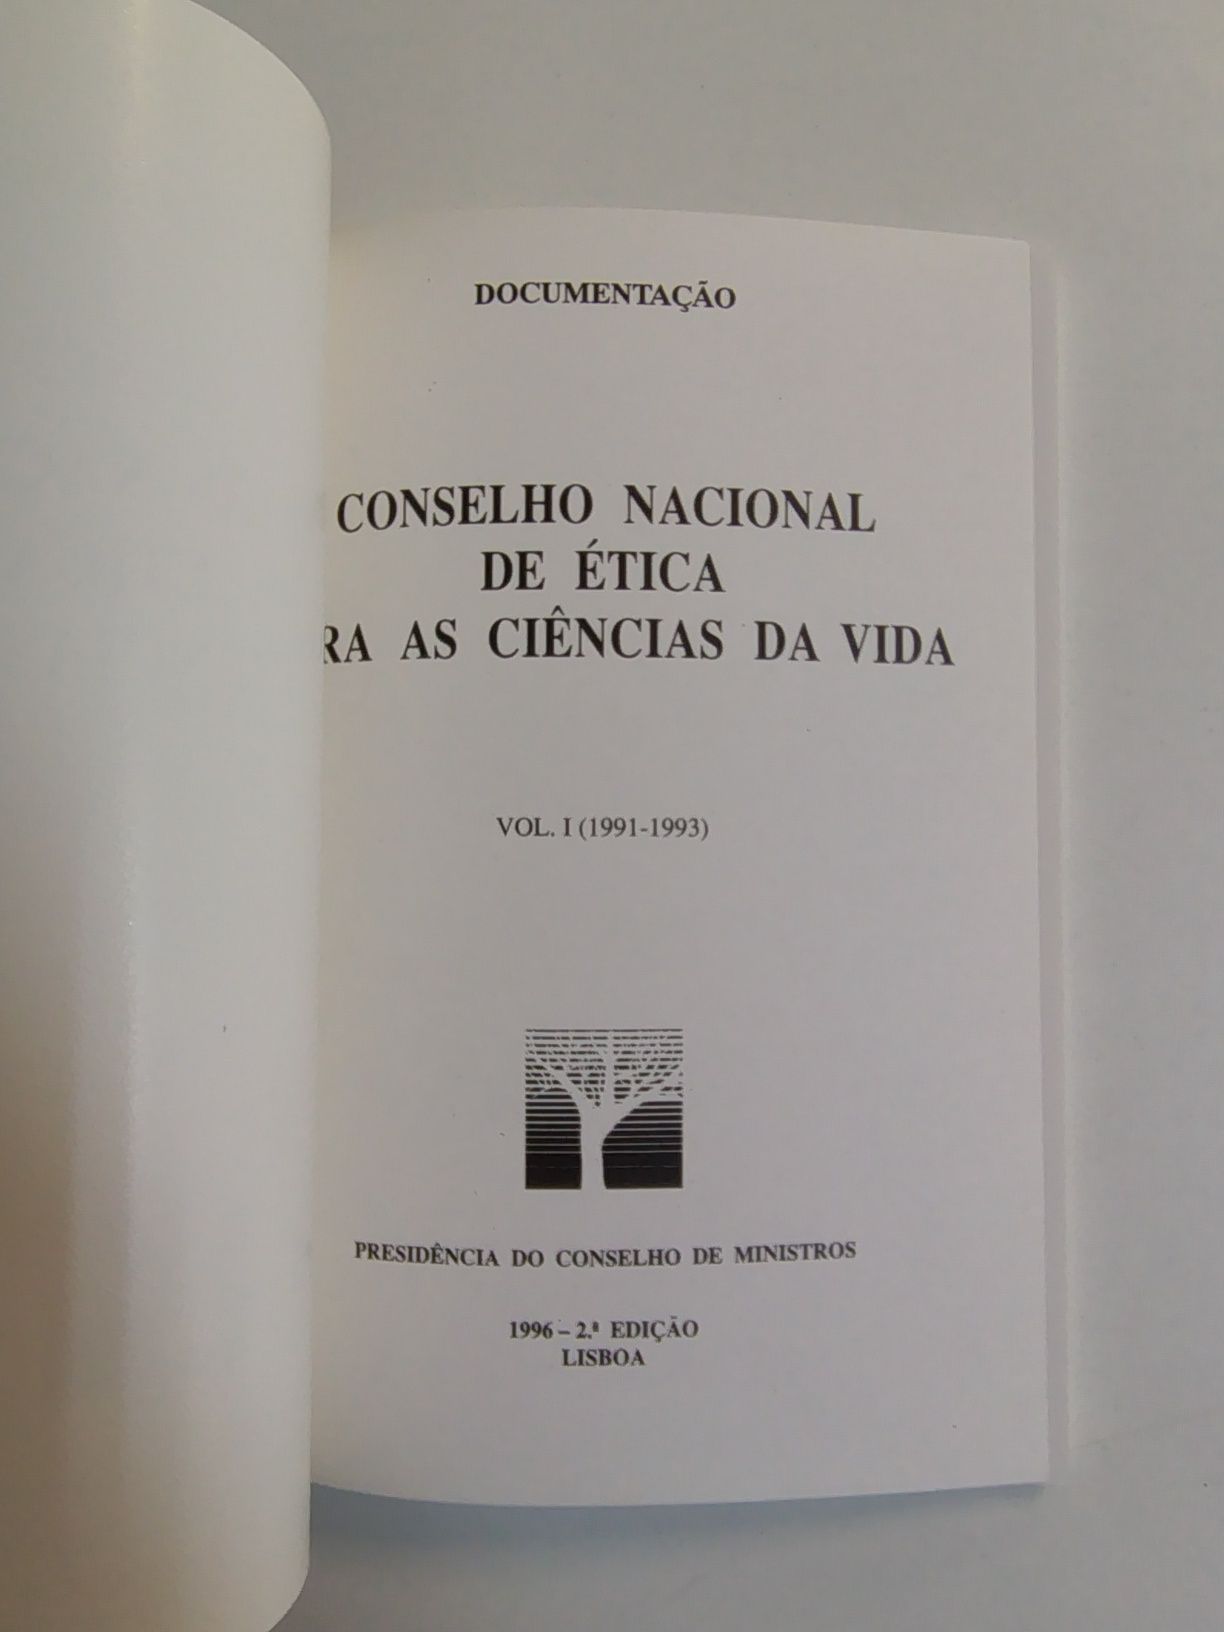 DOCUMENTAÇÃO
CONSELHO NACIONAL
DE ÉTICA
RA AS CIÊNCIAS DA VIDA
VOL. I (1991-1993)
PRESIDÊNCIA DO CONSELHO DE MINISTROS
1996 – 2.ª EDIÇÃO
LISBOA